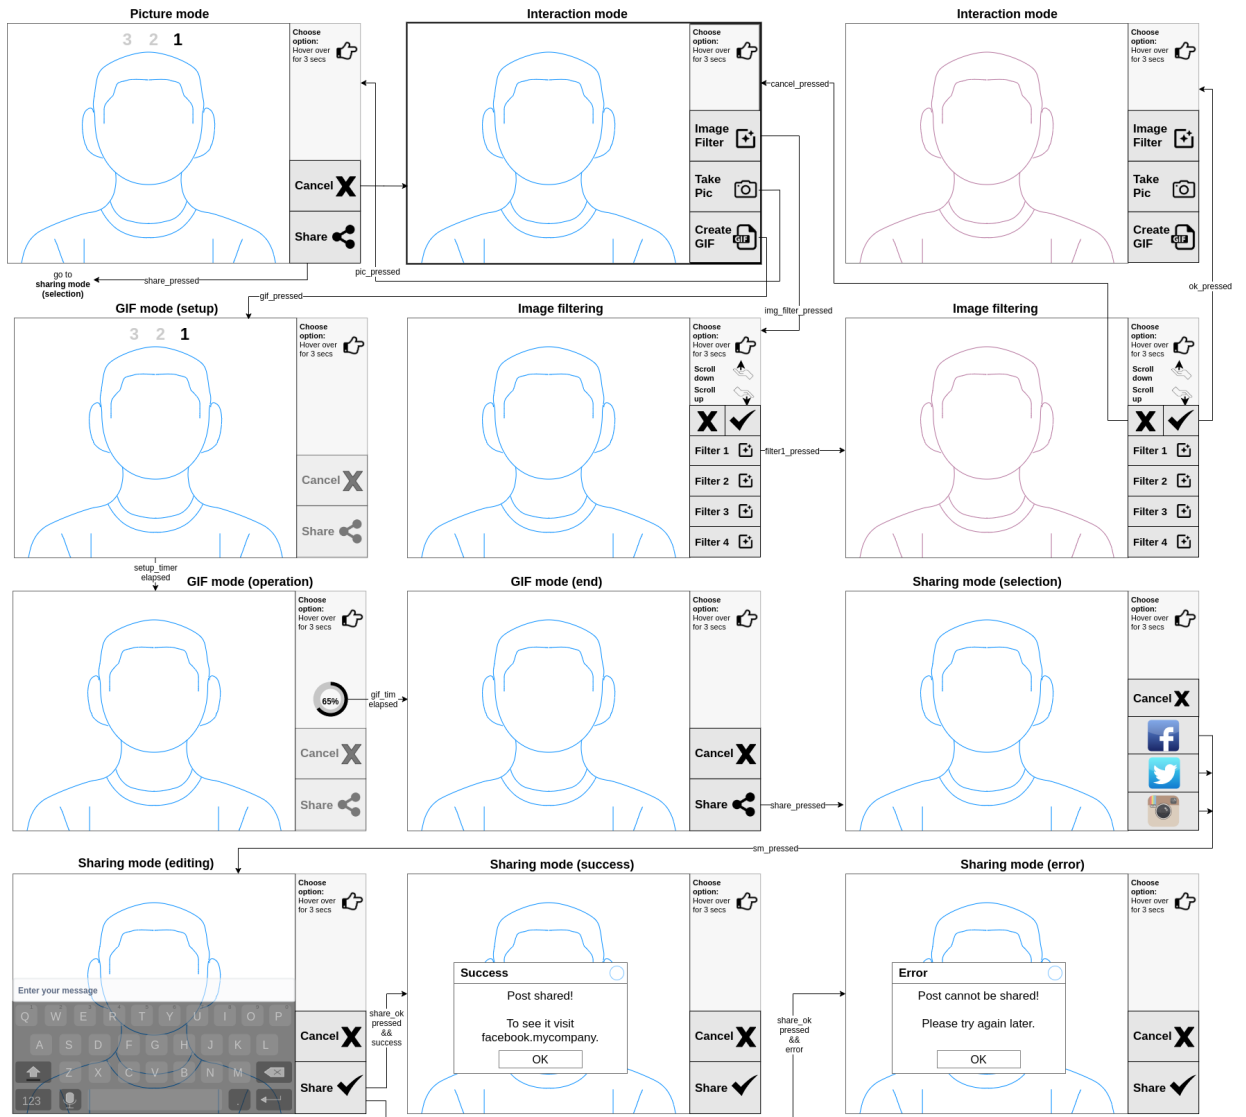 Picture mode
3 2 1
Choose
option:
Hover over
for 3 secs
Cancel
Share
go to
sharing mode
(selection)
share_pressed
pic_pressed
Interaction mode
Choose
option:
Hover over
for 3 secs
Image
Filter
Take
Pic
Create
GIF
GIF
cancel_pressed
Interaction mode
Choose
option:
Hover over
for 3 secs
Image
Filter
Take
Pic
Create
GIF
GIF
ok_pressed
gif_pressed
img_filter_pressed
GIF mode (setup)
3 2 1
Choose
option:
Hover over
for 3 secs
Cancel
Share
setup_timer
elapsed
Image filtering
Choose
option:
Hover over
for 3 secs
Scroll
down
Scroll
up
Filter 1
Filter 2
Filter 3
Filter 4
filter1_pressed
Image filtering
Choose
option:
Hover over
for 3 secs
Scroll
down
Scroll
up
Filter 1
Filter 2
Filter 3
Filter 4
GIF mode (operation)
Choose
option:
Hover over
for 3 secs
65%
Cancel
Share
gif_tim
elapsed
GIF mode (end)
Choose
option:
Hover over
for 3 secs
Cancel
Share
share_pressed
Sharing mode (selection)
Choose
option:
Hover over
for 3 secs
Cancel
f
sm_pressed
Sharing mode (editing)
Choose
option:
Hover over
for 3 secs
Enter your message
Q W E R T Y U I O P
A S D F G H J K L
Z X C V B N M
123 .
Cancel
Share
share_ok
pressed
&&
success
Sharing mode (success)
Choose
option:
Hover over
for 3 secs
Success
Post shared!
To see it visit
facebook.mycompany.
OK
Cancel
Share
share_ok
pressed
&&
error
Sharing mode (error)
Choose
option:
Hover over
for 3 secs
Error
Post cannot be shared!
Please try again later.
OK
Cancel
Share